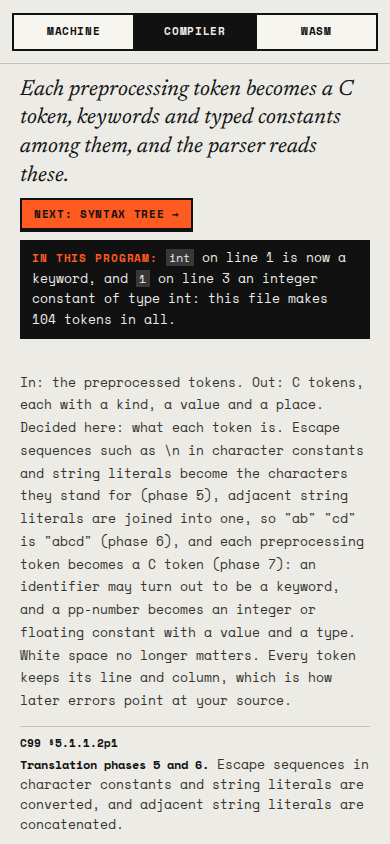 MACHINE COMPILER WASM
Each preprocessing token becomes a C
token, keywords and typed constants
among them, and the parser reads
these.
NEXT: SYNTAX TREE →
IN THIS PROGRAM: int on line 1 is now a
keyword, and 1 on line 3 an integer
constant of type int: this file makes
104 tokens in all.
In: the preprocessed tokens. Out: C tokens,
each with a kind, a value and a place.
Decided here: what each token is. Escape
sequences such as \n in character constants
and string literals become the characters
they stand for (phase 5), adjacent string
literals are joined into one, so "ab" "cd"
is "abcd" (phase 6), and each preprocessing
token becomes a C token (phase 7): an
identifier may turn out to be a keyword,
and a pp-number becomes an integer or
floating constant with a value and a type.
White space no longer matters. Every token
keeps its line and column, which is how
later errors point at your source.
C99 §5.1.1.2p1
Translation phases 5 and 6. Escape sequences in
character constants and string literals are
converted, and adjacent string literals are
concatenated.